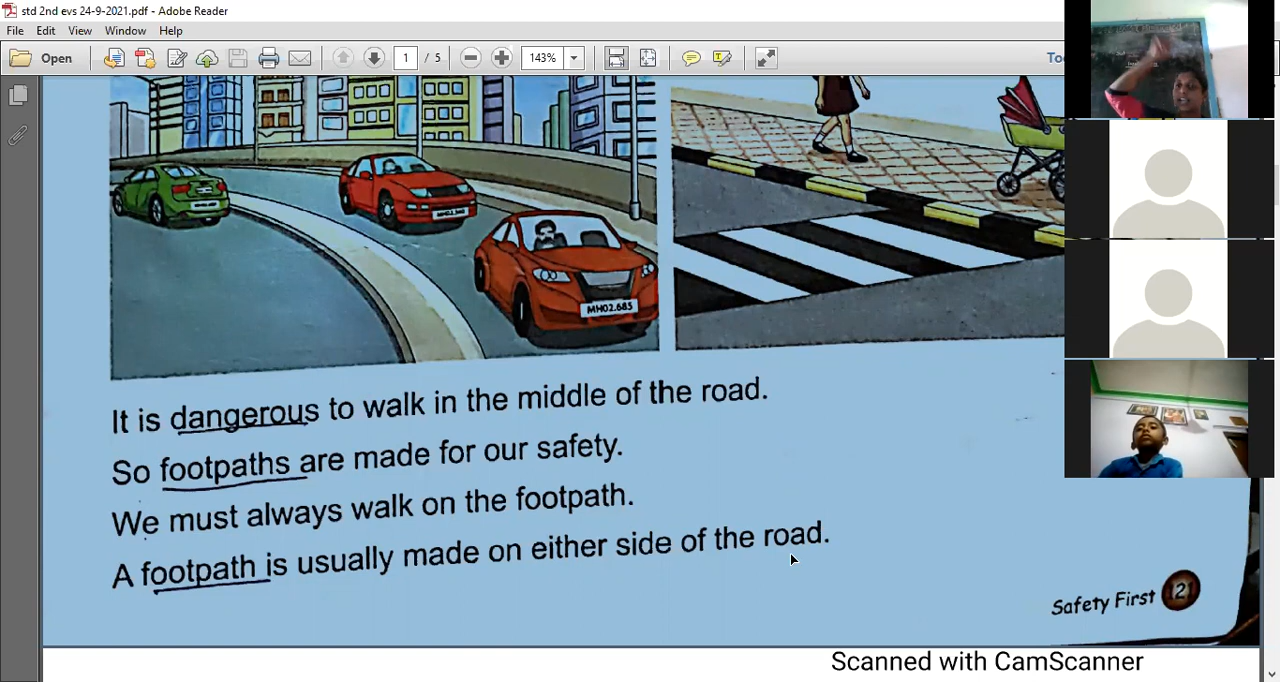 std 2nd evs 24-9-2021.pdf - Adobe Reader
File Edit View Window Help
Open 1 / 5 143%
MH02.685
It is dangerous to walk in the middle of the road.
So footpaths are made for our safety.
We must always walk on the footpath.
A footpath is usually made on either side of the road.
Safety First 121
Scanned with CamScanner